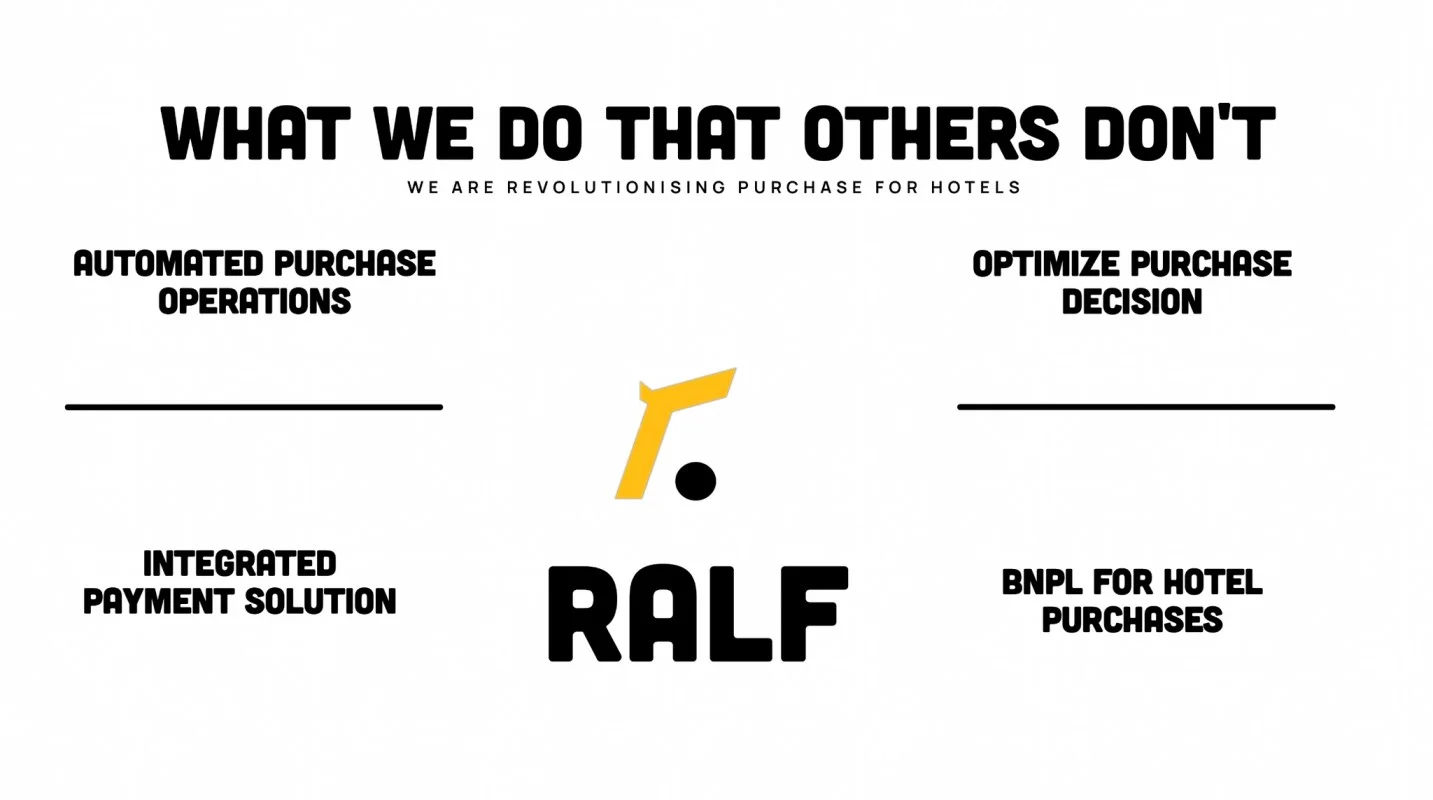 WHAT WE DO THAT OTHERS DON'T
WE ARE REVOLUTIONISING PURCHASE FOR HOTELS
AUTOMATED PURCHASE
OPERATIONS
OPTIMIZE PURCHASE
DECISION
r.
INTEGRATED
PAYMENT SOLUTION
RALF
BNPL FOR HOTEL
PURCHASES